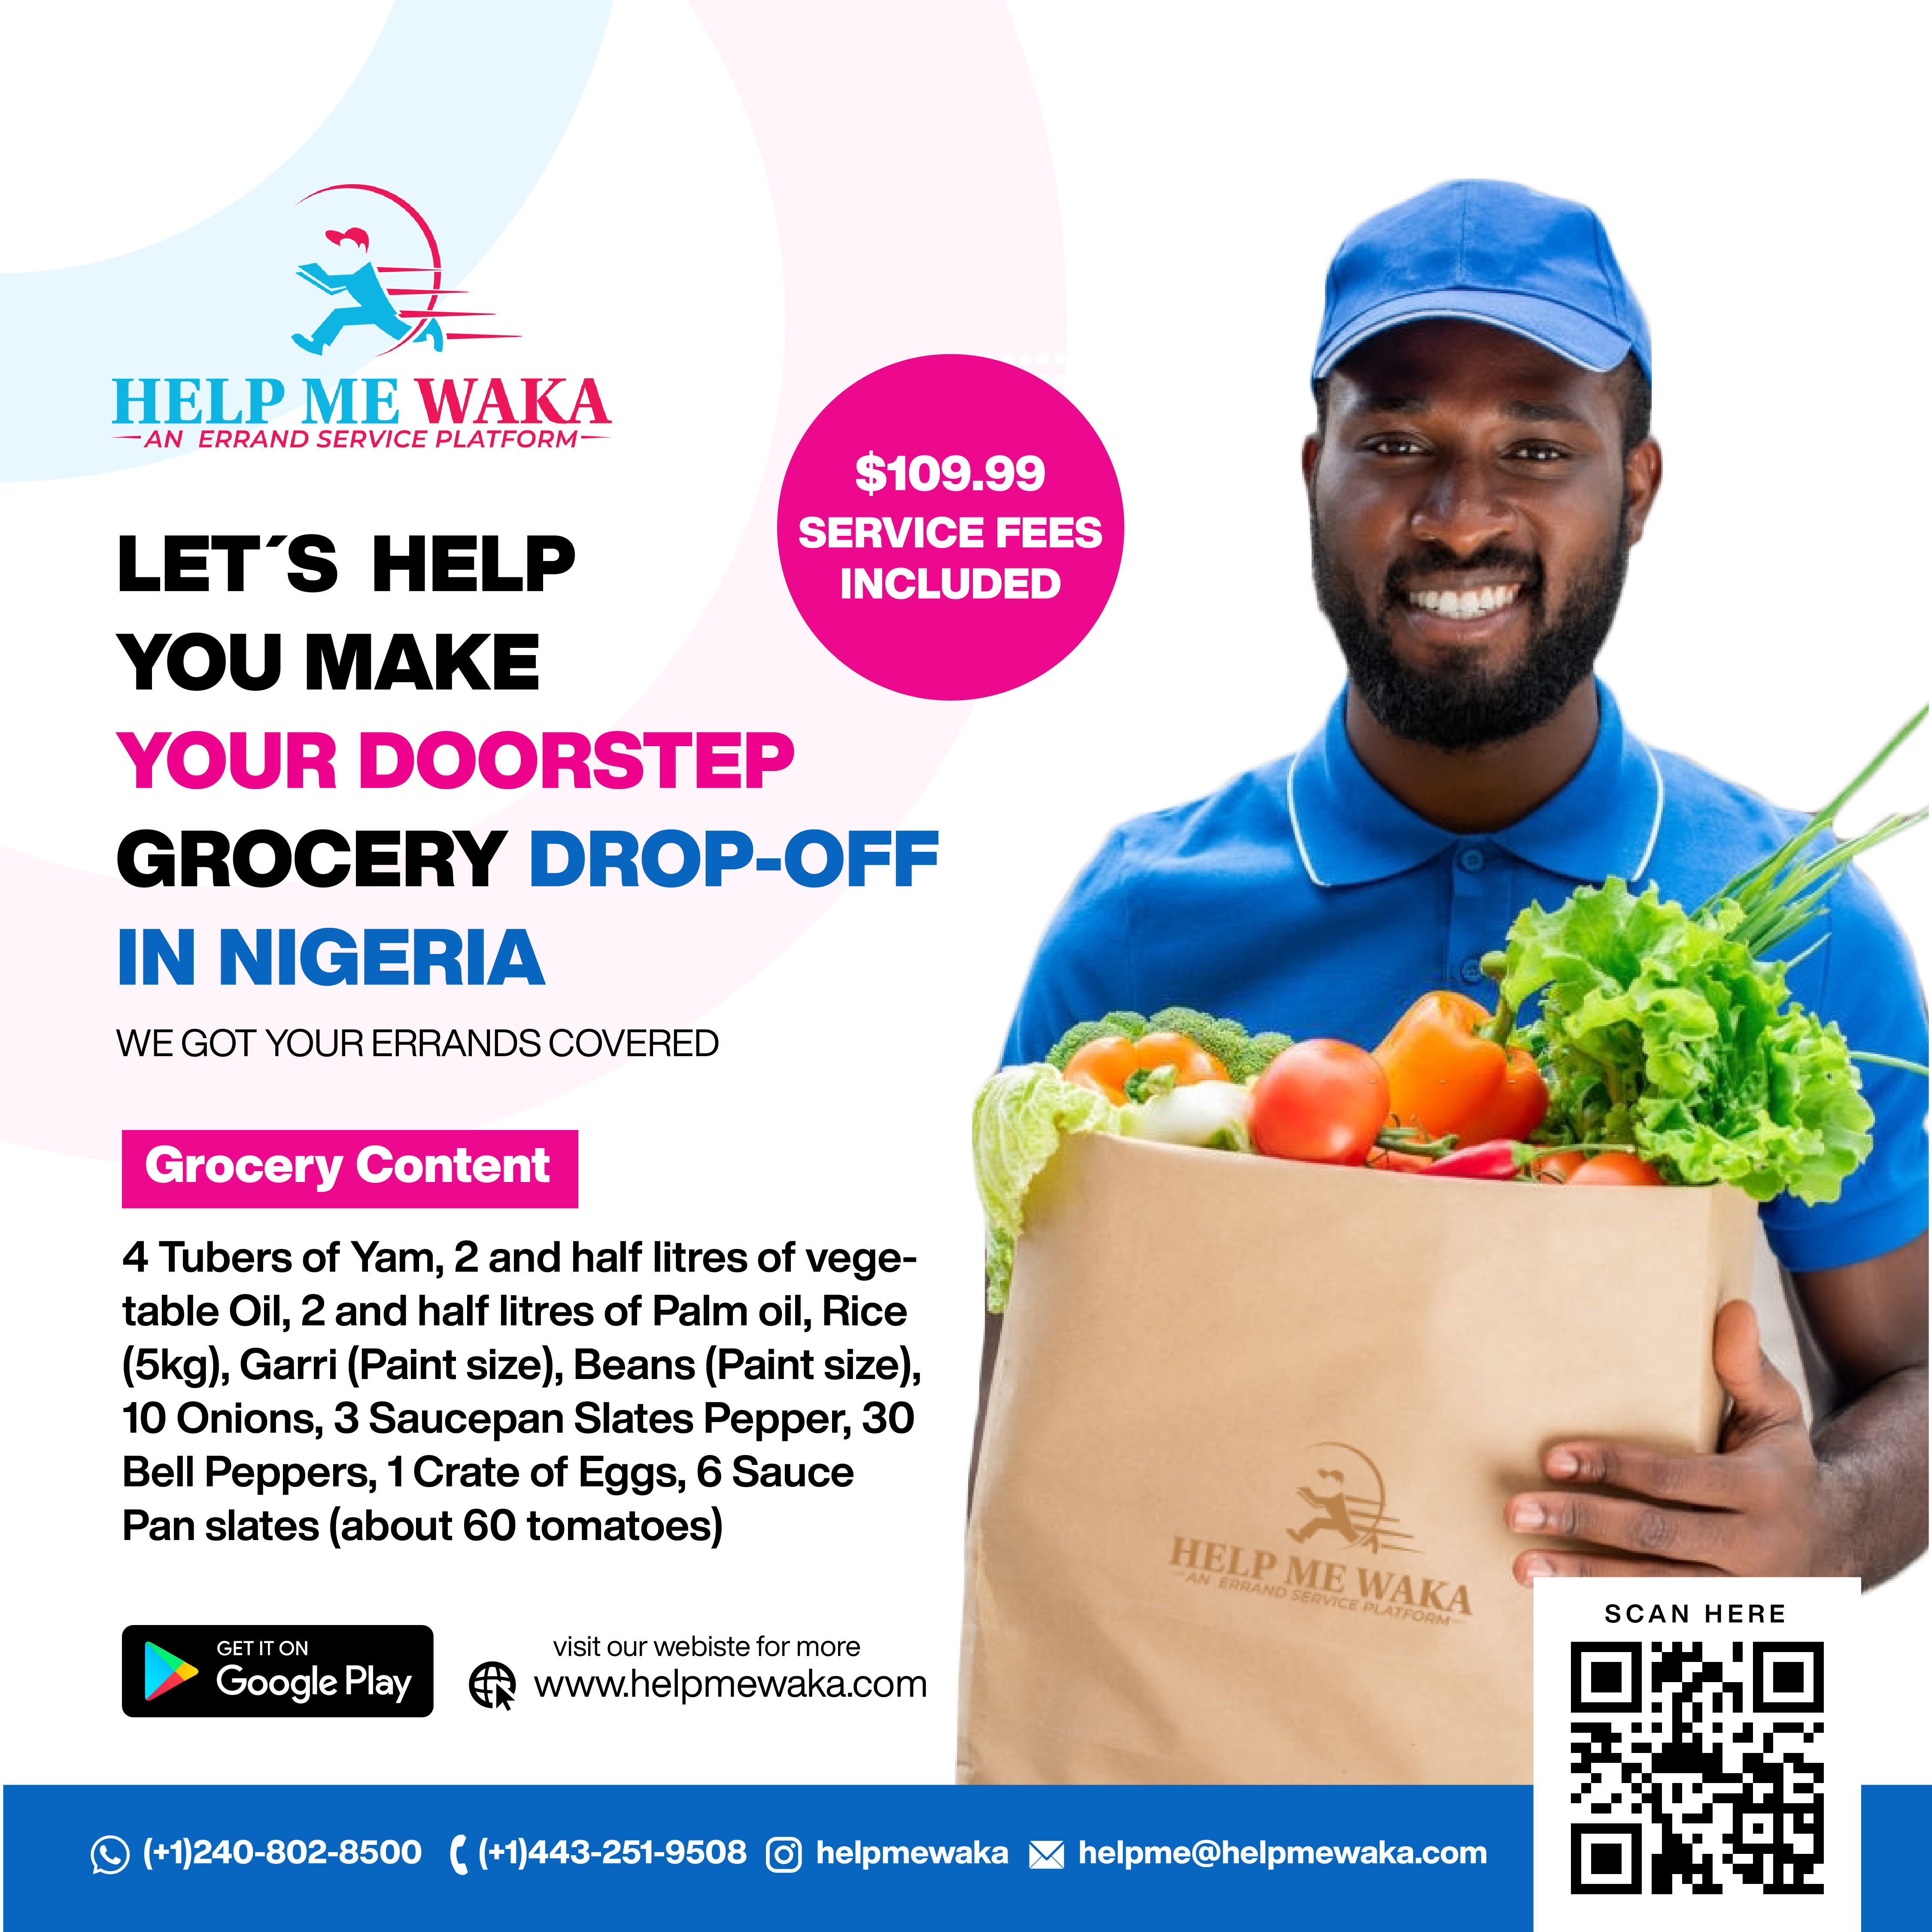 HELP ME WAKA
AN ERRAND SERVICE PLATFORM
$109.99
SERVICE FEES
INCLUDED
LET´S HELP
YOU MAKE
YOUR DOORSTEP
GROCERY DROP-OFF
IN NIGERIA
WE GOT YOUR ERRANDS COVERED
Grocery Content
4 Tubers of Yam, 2 and half litres of vege-
table Oil, 2 and half litres of Palm oil, Rice
(5kg), Garri (Paint size), Beans (Paint size),
10 Onions, 3 Saucepan Slates Pepper, 30
Bell Peppers, 1 Crate of Eggs, 6 Sauce
Pan slates (about 60 tomatoes)
HELP ME WAKA
AN ERRAND SERVICE PLATFORM
GET IT ON
Google Play
visit our webiste for more
www.helpmewaka.com
SCAN HERE
(+1)240-802-8500 (+1)443-251-9508 helpmewaka helpme@helpmewaka.com